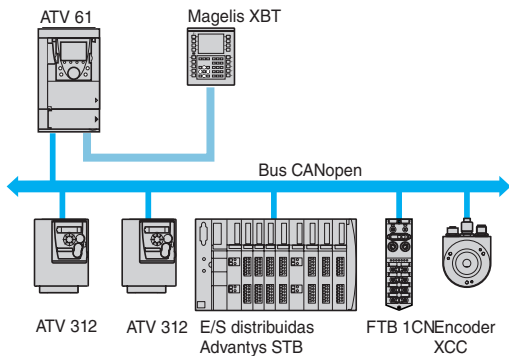 ATV 61
Magelis XBT
Bus CANopen
ATV 312
ATV 312
E/S distribuidas
Advantys STB
FTB 1CN
Encoder
XCC